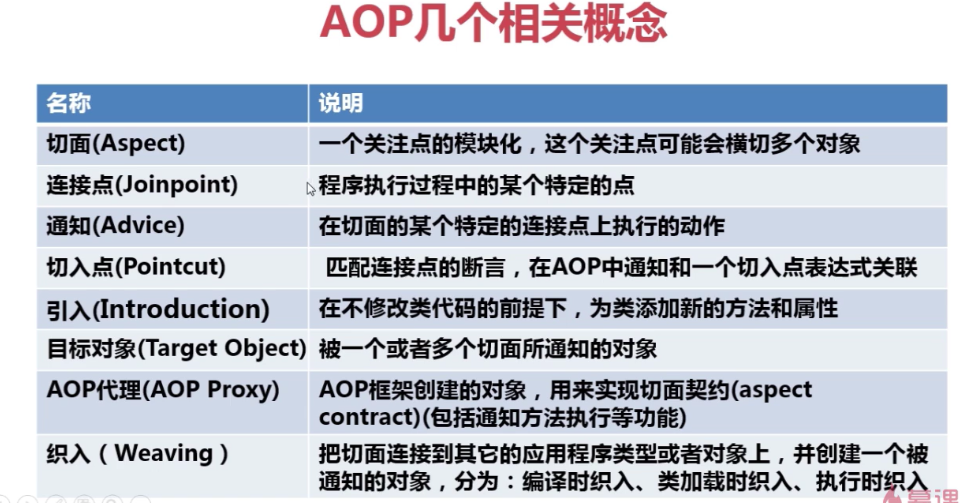 AOP几个相关概念
名称 说明
切面(Aspect) 一个关注点的模块化，这个关注点可能会横切多个对象
连接点(Joinpoint) 程序执行过程中的某个特定的点
通知(Advice) 在切面的某个特定的连接点上执行的动作
切入点(Pointcut) 匹配连接点的断言，在AOP中通知和一个切入点表达式关联
引入(Introduction) 在不修改类代码的前提下，为类添加新的方法和属性
目标对象(Target Object) 被一个或者多个切面所通知的对象
AOP代理(AOP Proxy) AOP框架创建的对象，用来实现切面契约(aspect
contract)(包括通知方法执行等功能)
织入（Weaving） 把切面连接到其它的应用程序类型或者对象上，并创建一个被
通知的对象，分为：编译时织入、类加载时织入、执行时织入
慕课